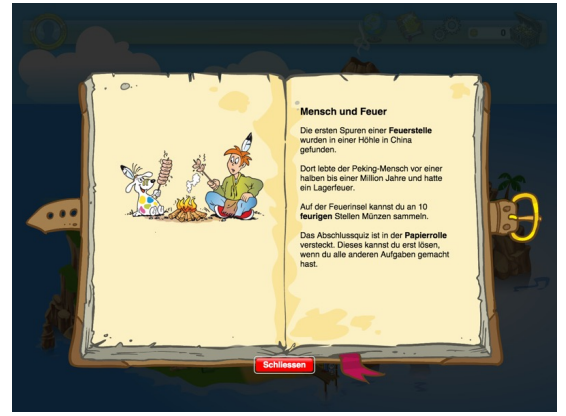 0
Mensch und Feuer
Die ersten Spuren einer Feuerstelle
wurden in einer Höhle in China
gefunden.
Dort lebte der Peking-Mensch vor einer
halben bis einer Million Jahre und hatte
ein Lagerfeuer.
Auf der Feuerinsel kannst du an 10
feurigen Stellen Münzen sammeln.
Das Abschlussquiz ist in der Papierrolle
versteckt. Dieses kannst du erst lösen,
wenn du alle anderen Aufgaben gemacht
hast.
Schliessen